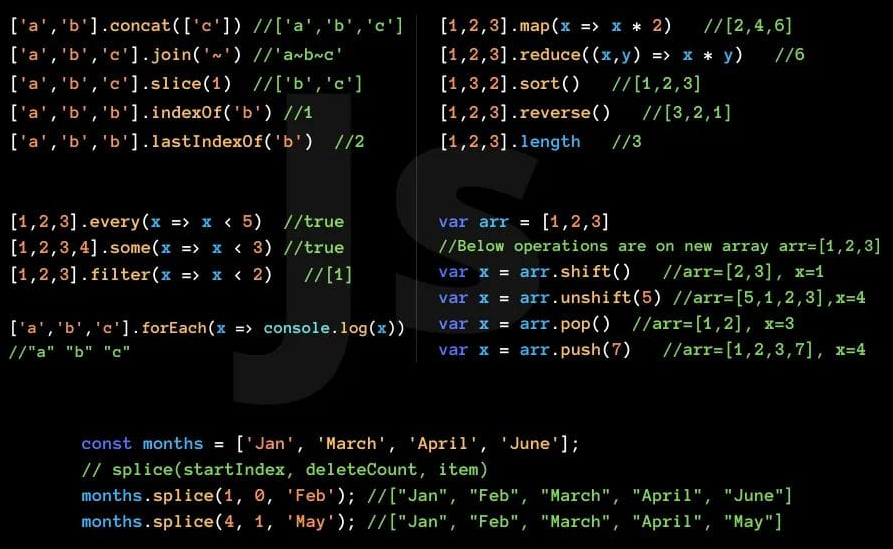 ['a','b'].concat(['c']) //['a','b','c']
['a','b','c'].join('~') //'a~b~c'
['a','b','c'].slice(1) //['b','c']
['a','b','b'].indexOf('b') //1
['a','b','b'].lastIndexOf('b') //2
[1,2,3].map(x => x * 2) //[2,4,6]
[1,2,3].reduce((x,y) => x * y) //6
[1,3,2].sort() //[1,2,3]
[1,2,3].reverse() //[3,2,1]
[1,2,3].length //3
[1,2,3].every(x => x < 5) //true
[1,2,3,4].some(x => x < 3) //true
[1,2,3].filter(x => x < 2) //[1]
['a','b','c'].forEach(x => console.log(x))
//"a" "b" "c"
var arr = [1,2,3]
//Below operations are on new array arr=[1,2,3]
var x = arr.shift() //arr=[2,3], x=1
var x = arr.unshift(5) //arr=[5,1,2,3],x=4
var x = arr.pop() //arr=[1,2], x=3
var x = arr.push(7) //arr=[1,2,3,7], x=4
const months = ['Jan', 'March', 'April', 'June'];
// splice(startIndex, deleteCount, item)
months.splice(1, 0, 'Feb'); //["Jan", "Feb", "March", "April", "June"]
months.splice(4, 1, 'May'); //["Jan", "Feb", "March", "April", "May"]
Js